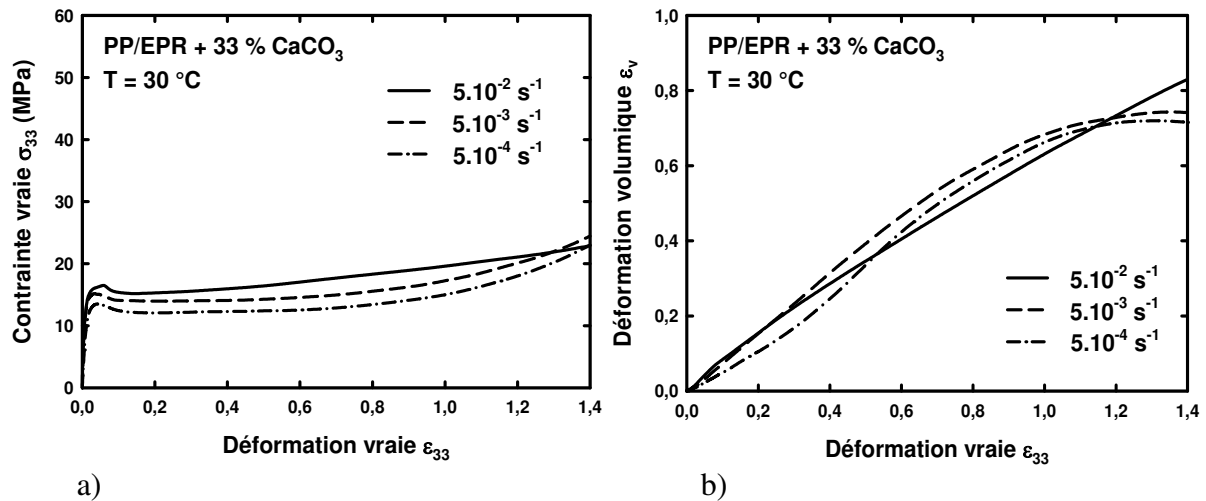 PP/EPR + 33 % CaCO₃
T = 30 °C
5.10⁻² s⁻¹
5.10⁻³ s⁻¹
5.10⁻⁴ s⁻¹
Contrainte vraie σ₃₃ (MPa)
60
50
40
30
20
10
0
0,0 0,2 0,4 0,6 0,8 1,0 1,2 1,4
Déformation vraie ε₃₃
a)
PP/EPR + 33 % CaCO₃
T = 30 °C
5.10⁻² s⁻¹
5.10⁻³ s⁻¹
5.10⁻⁴ s⁻¹
Déformation volumique εᵥ
1,0
0,8
0,6
0,4
0,2
0,0
0,0 0,2 0,4 0,6 0,8 1,0 1,2 1,4
Déformation vraie ε₃₃
b)